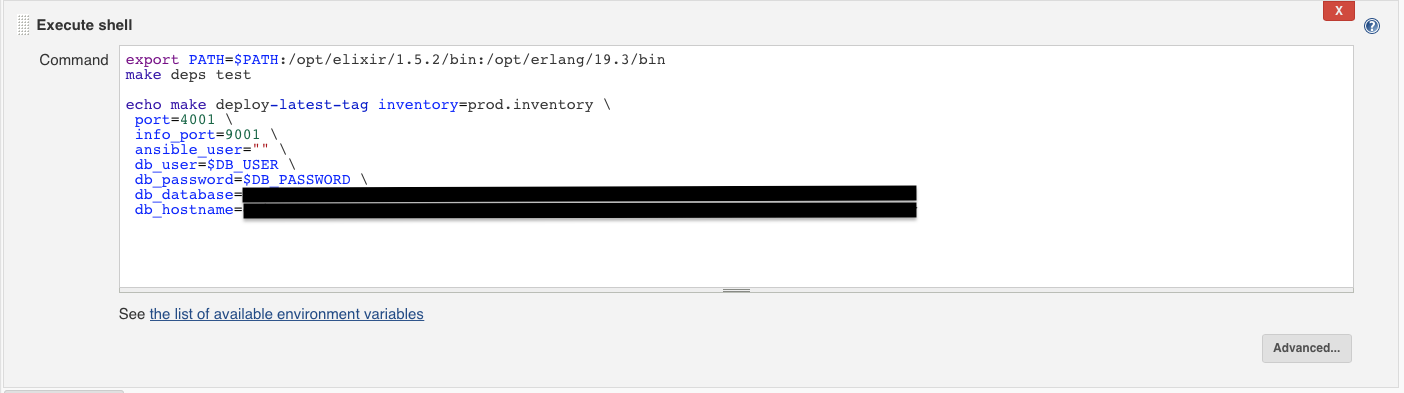 X
Execute shell
?
Command
export PATH=$PATH:/opt/elixir/1.5.2/bin:/opt/erlang/19.3/bin
make deps test
echo make deploy-latest-tag inventory=prod.inventory \
port=4001 \
info_port=9001 \
ansible_user="" \
db_user=$DB_USER \
db_password=$DB_PASSWORD \
db_database=
db_hostname=
See the list of available environment variables
Advanced...